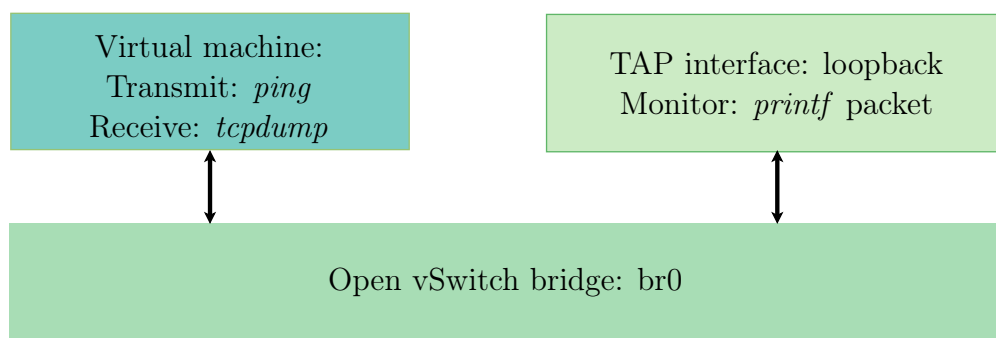 Virtual machine:
Transmit: ping
Receive: tcpdump
TAP interface: loopback
Monitor: printf packet
Open vSwitch bridge: br0